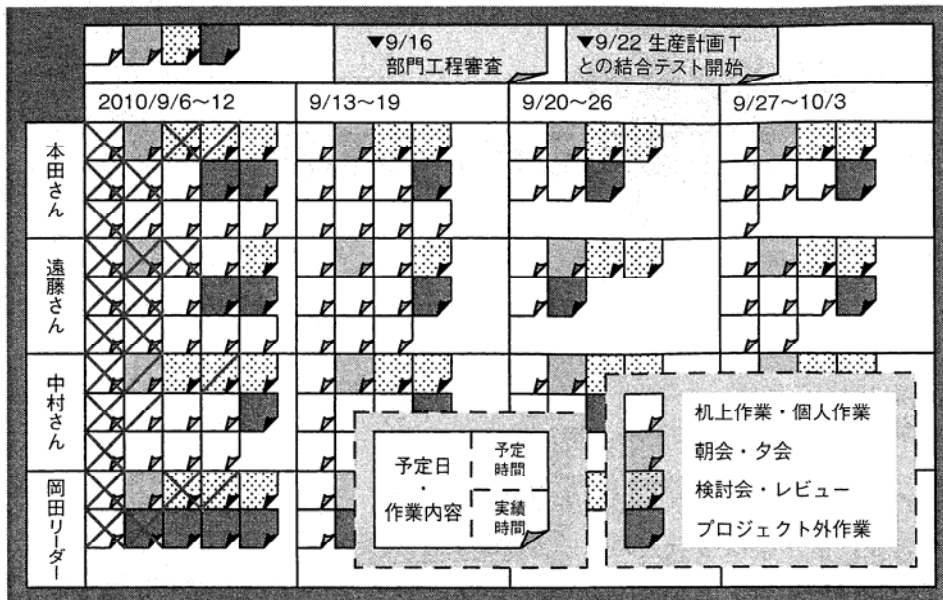 ▼9/16
部門工程審査
▼9/22 生産計画T
との結合テスト開始
2010/9/6~12
9/13~19
9/20~26
9/27~10/3
本田さん
遠藤さん
中村さん
岡田リーダー
予定日
・
作業内容
予定
時間
実績
時間
机上作業・個人作業
朝会・夕会
検討会・レビュー
プロジェクト外作業